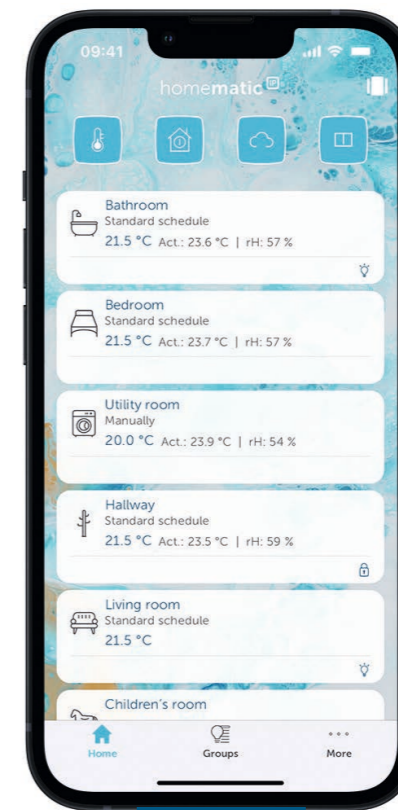 09:41
homematic IP
Bathroom
Standard schedule
21.5 °C Act.: 23.6 °C | rH: 57 %
Bedroom
Standard schedule
21.5 °C Act.: 23.7 °C | rH: 57 %
Utility room
Manually
20.0 °C Act.: 23.9 °C | rH: 54 %
Hallway
Standard schedule
21.5 °C Act.: 23.5 °C | rH: 59 %
Living room
Standard schedule
21.5 °C
Children's room
Home Groups More